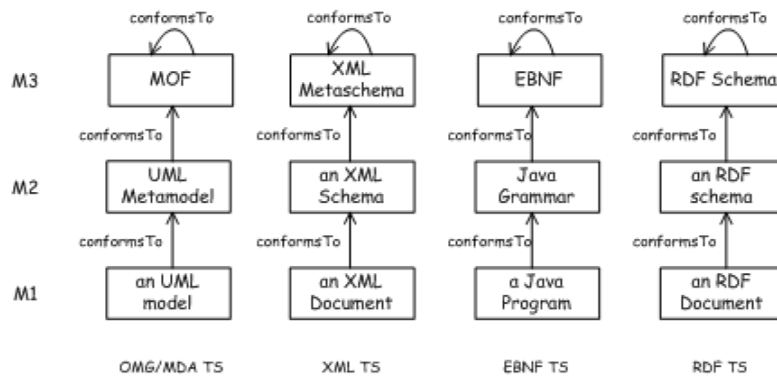 conformsTo conformsTo conformsTo conformsTo
M3 MOF XML Metaschema EBNF RDF Schema
conformsTo conformsTo conformsTo conformsTo
M2 UML Metamodel an XML Schema Java Grammar an RDF schema
conformsTo conformsTo conformsTo conformsTo
M1 an UML model an XML Document a Java Program an RDF Document
OMG/MDA TS XML TS EBNF TS RDF TS